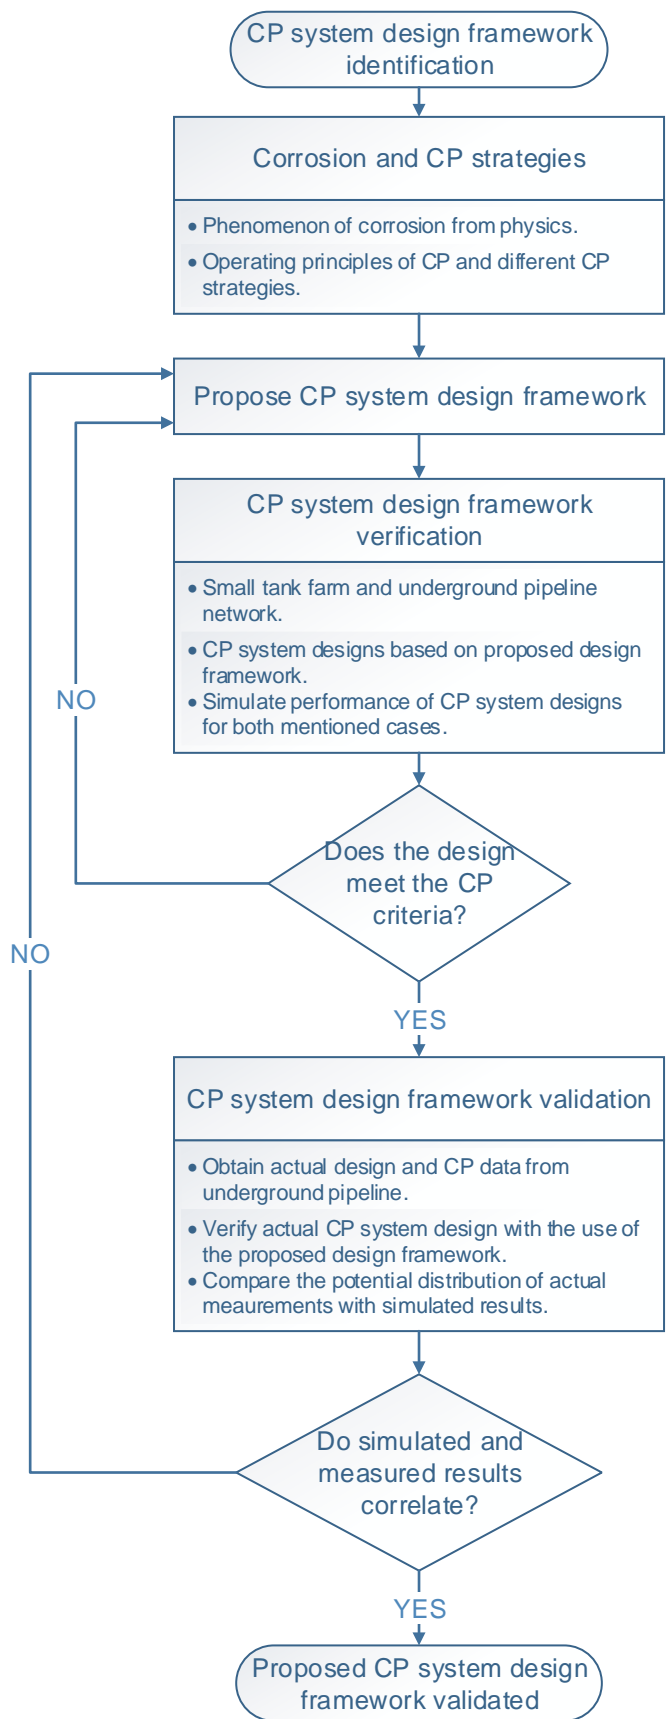 CP system design framework
identification
Corrosion and CP strategies
• Phenomenon of corrosion from physics.
• Operating principles of CP and different CP
strategies.
Propose CP system design framework
CP system design framework
verification
• Small tank farm and underground pipeline
network.
• CP system designs based on proposed design
framework.
• Simulate performance of CP system designs
for both mentioned cases.
NO
Does the design
meet the CP
criteria?
NO
YES
CP system design framework validation
• Obtain actual design and CP data from
underground pipeline.
• Verify actual CP system design with the use of
the proposed design framework.
• Compare the potential distribution of actual
meaurements with simulated results.
Do simulated and
measured results
correlate?
YES
Proposed CP system design
framework validated